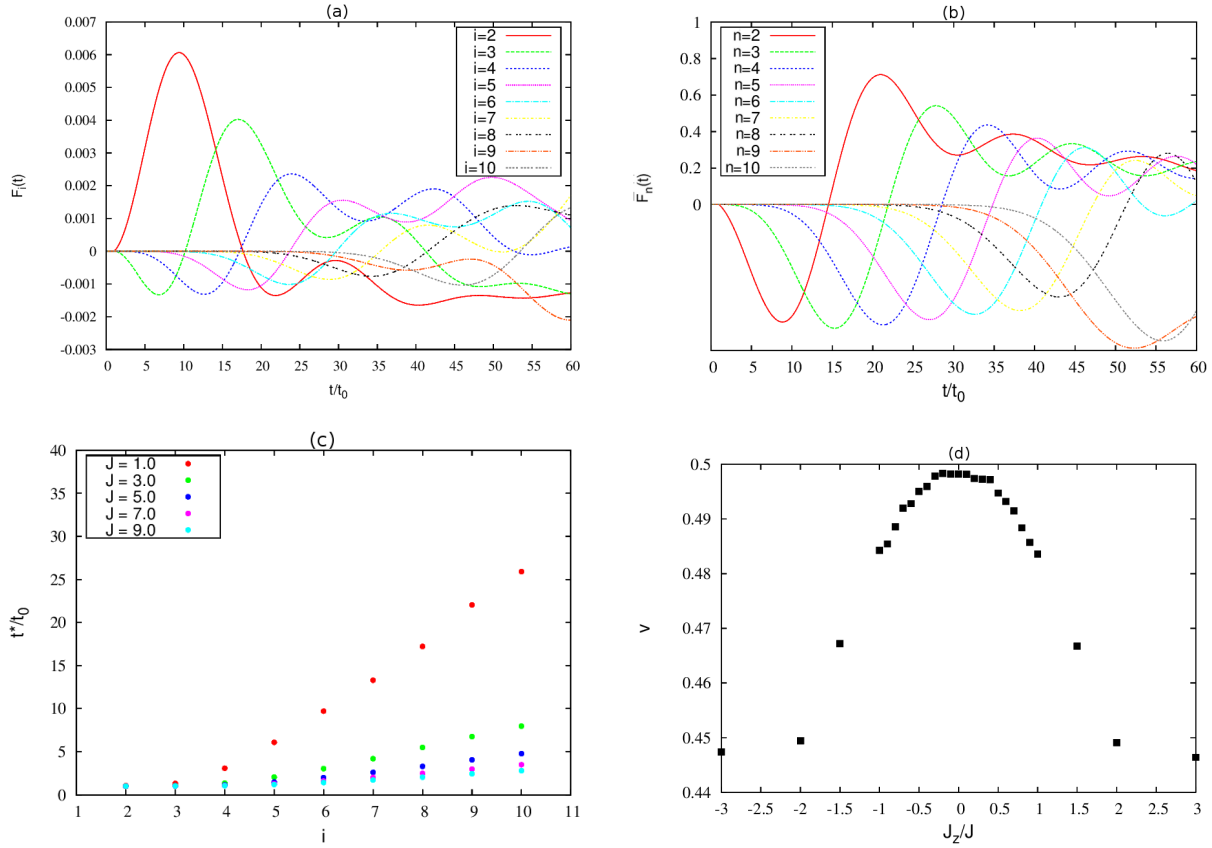 (a)
0.007
0.006
0.005
0.004
0.003
0.002
0.001
0
-0.001
-0.002
-0.003
F_i(t)
i=2
i=3
i=4
i=5
i=6
i=7
i=8
i=9
i=10
0 5 10 15 20 25 30 35 40 45 50 55 60
t/t_0
(b)
1
0.8
0.6
0.4
0.2
0
F̄_n(t)
n=2
n=3
n=4
n=5
n=6
n=7
n=8
n=9
n=10
0 5 10 15 20 25 30 35 40 45 50 55 60
t/t_0
(c)
40
35
30
25
20
15
10
5
0
t*/t_0
J = 1.0
J = 3.0
J = 5.0
J = 7.0
J = 9.0
1 2 3 4 5 6 7 8 9 10 11
i
(d)
0.5
0.49
0.48
0.47
0.46
0.45
0.44
v
-3 -2.5 -2 -1.5 -1 -0.5 0 0.5 1 1.5 2 2.5 3
J_z/J